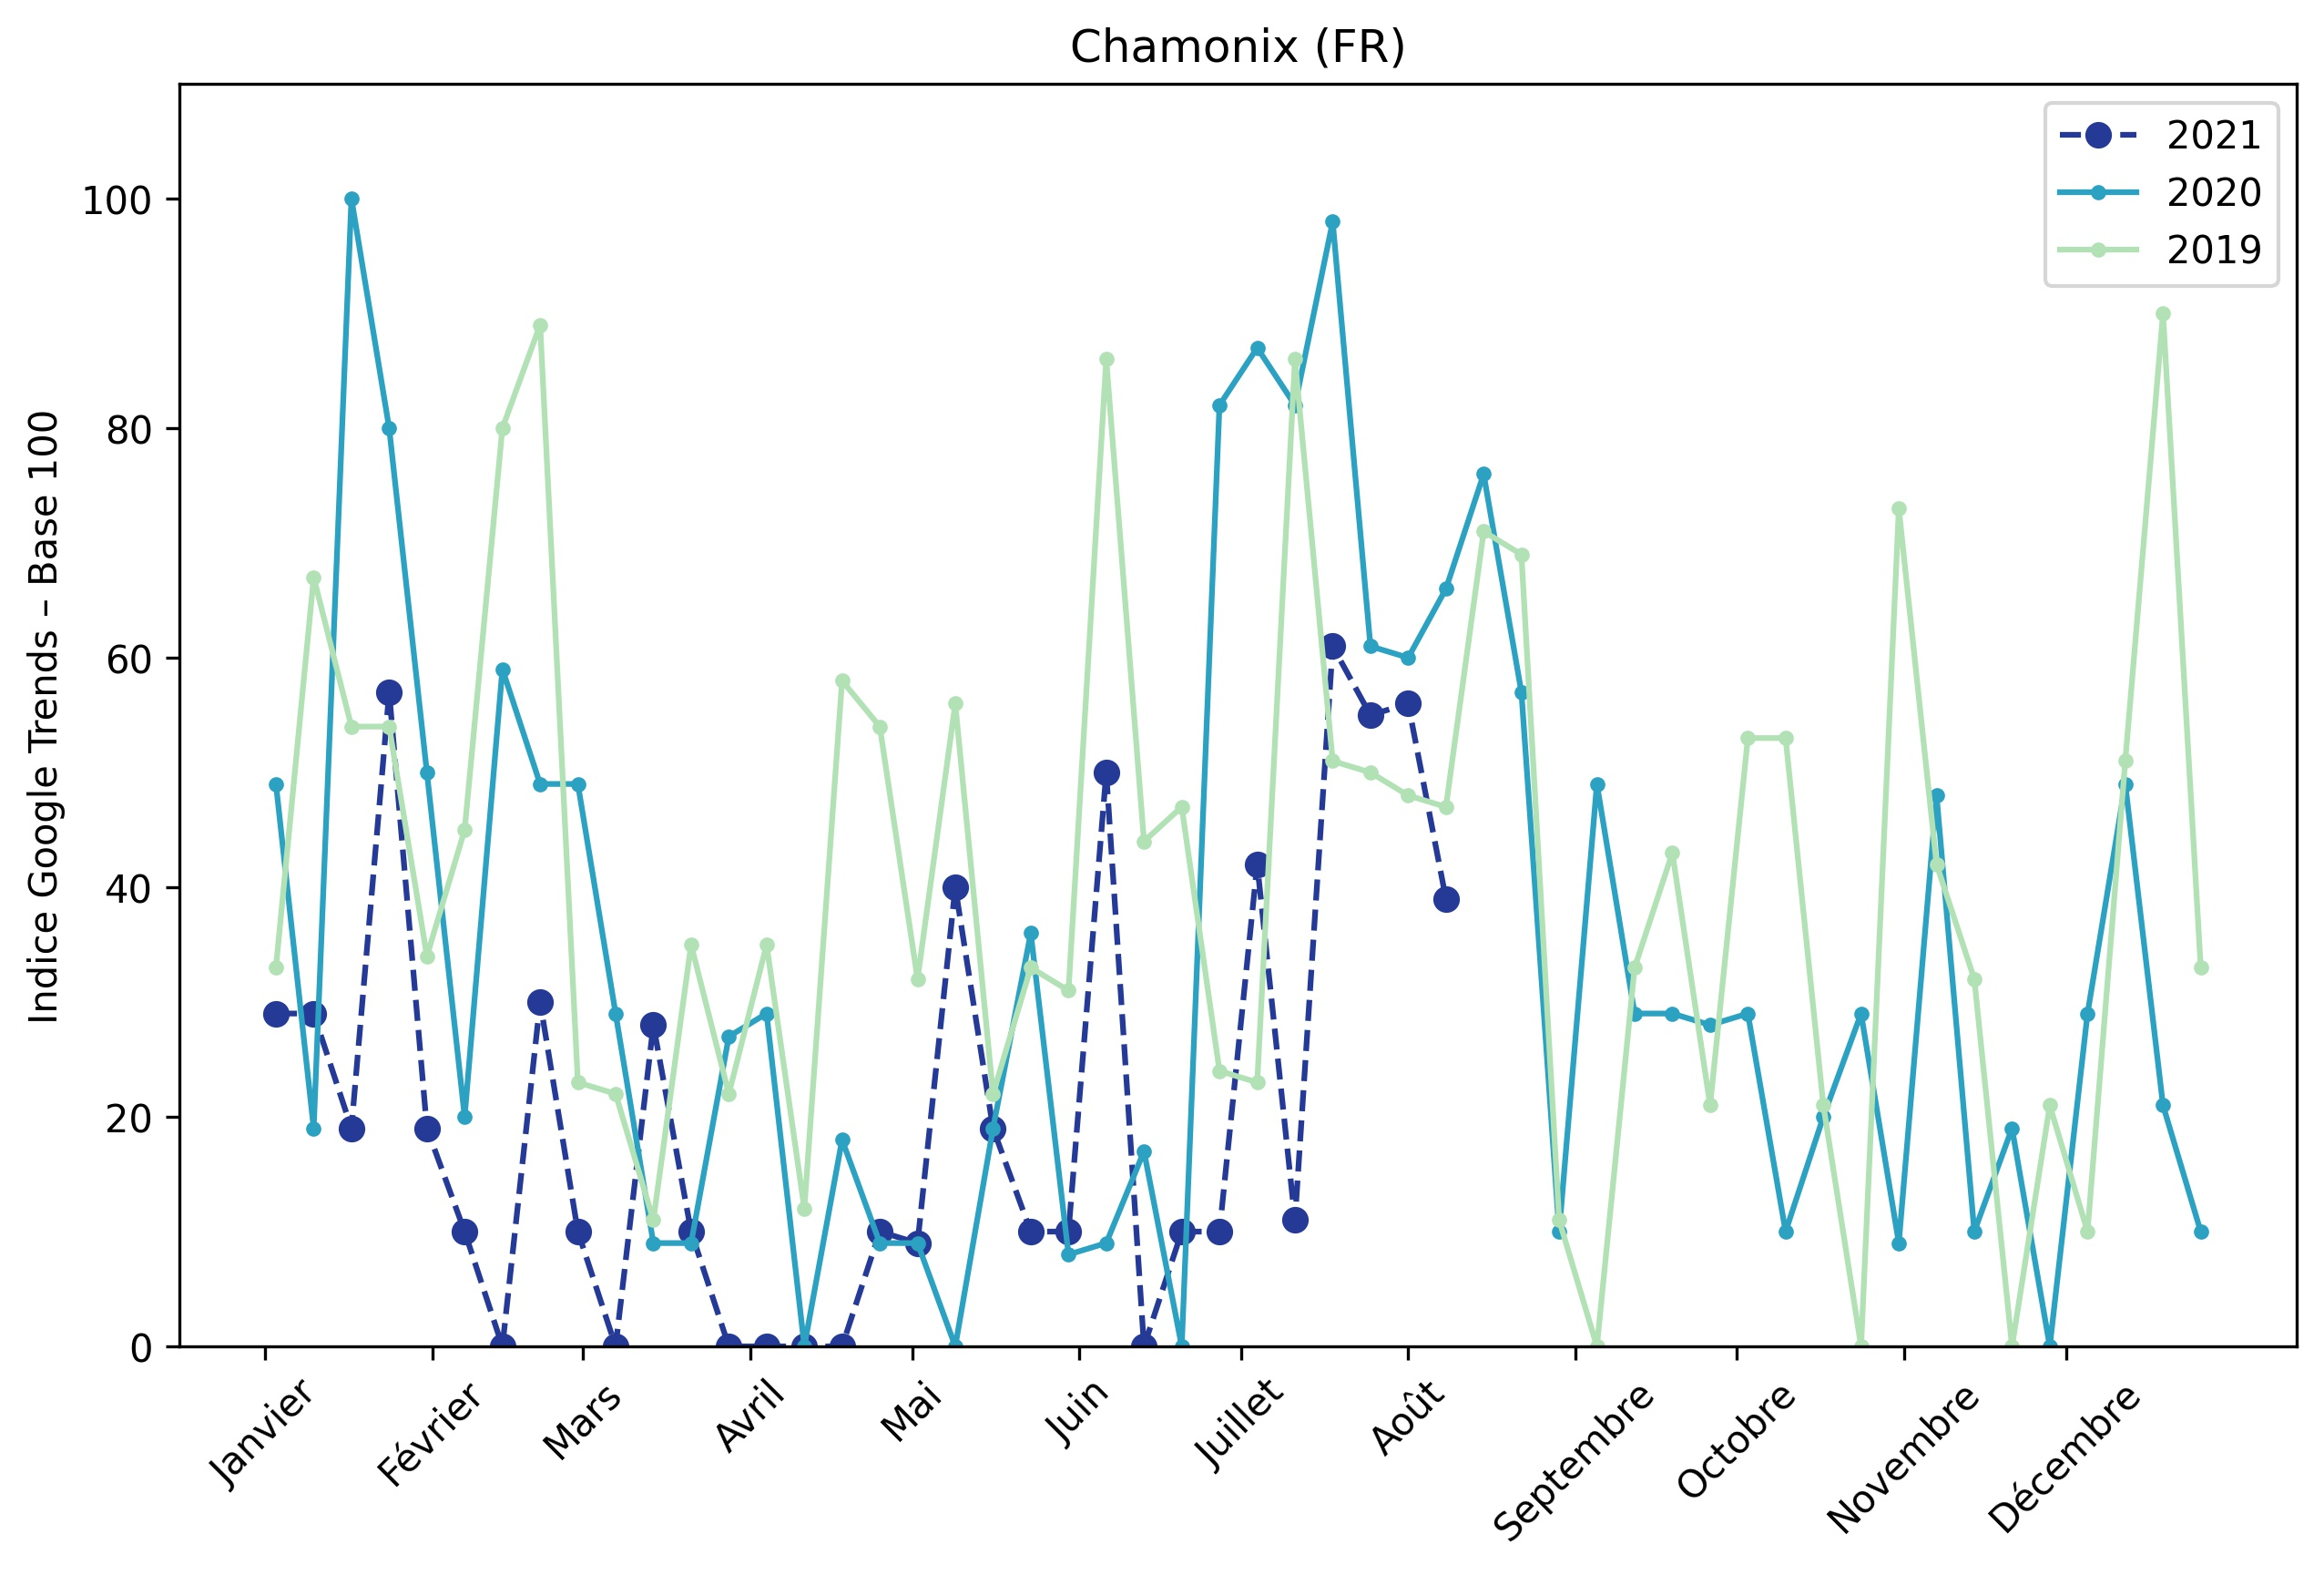 Chamonix (FR)
2021
2020
2019
Indice Google Trends – Base 100
100
80
60
40
20
0
Janvier
Février
Mars
Avril
Mai
Juin
Juillet
Août
Septembre
Octobre
Novembre
Décembre